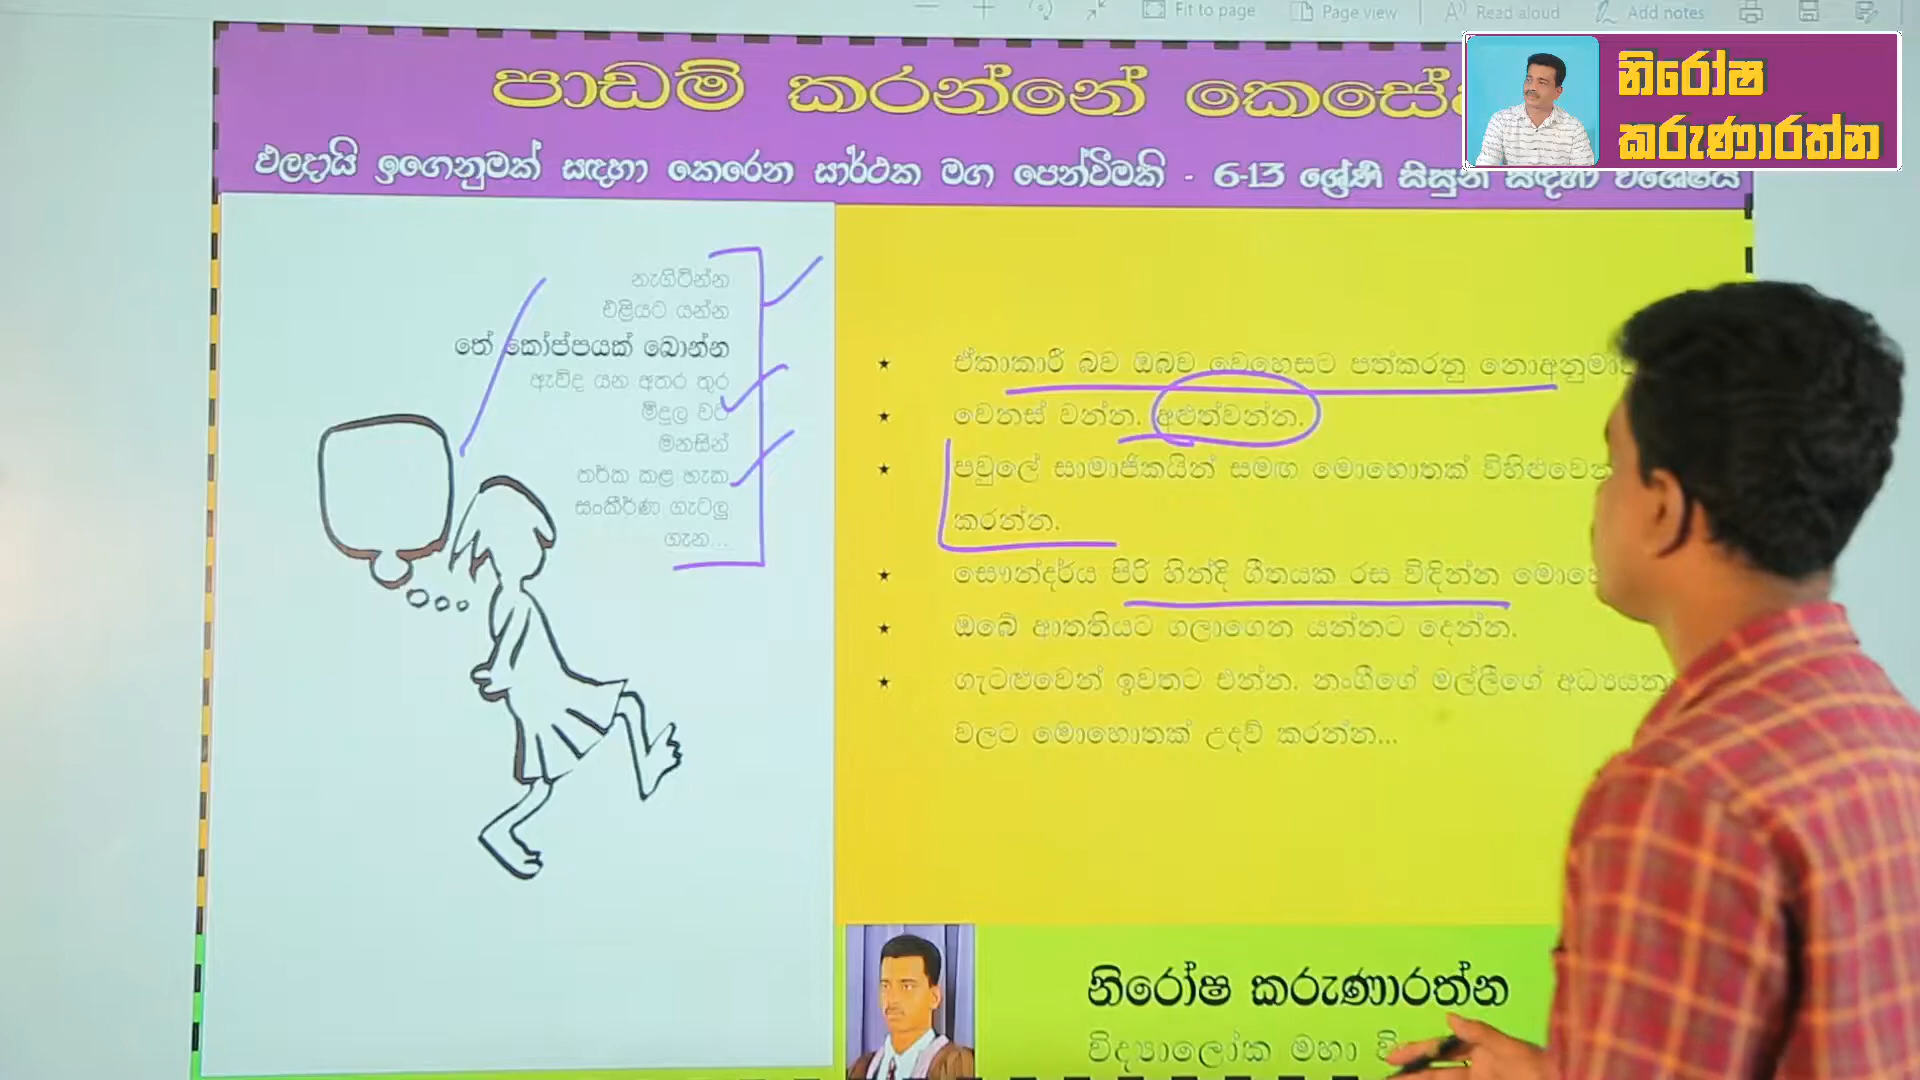 Fit to page
Page view
Read aloud
Add notes
පාඩම් කරන්නේ
නිරෝෂ
කරුණාරත්න
ඵලදායි ඉගෙනුමක් සඳහා කෙරෙන සාර්ථක මග පෙන්වීමකි - 6-13 ශ්‍රේණි සිසුන් සඳහා විශේෂයි
නැගිටින්න
එළියට යන්න
තේ කෝප්පයක් බොන්න
ඇවිද යන අතර තුර
මිදුල වටා
මනසින්
තර්ක කළ හැක
සංකීර්ණ ගැටලු
ගැන...
ඒකාකාරී බව ඔබව වෙහෙසට පත්කරනු
වෙනස් වන්න. අළුත්වන්න.
පවුලේ සාමාජිකයින් සමඟ මොහොතක්
කරන්න.
සෞන්දර්ය පිරි හින්දි ගීතයක රස විඳින්න
ඔබේ ආතතියට ගලාගෙන යන්නට දෙන්න.
ගැටළුවෙන් ඉවතට එන්න. නංගීගේ මල්ලීගේ
වලට මොහොතක් උදව් කරන්න...
නිරෝෂ කරුණාරත්න
විද්‍යාලෝක මහා